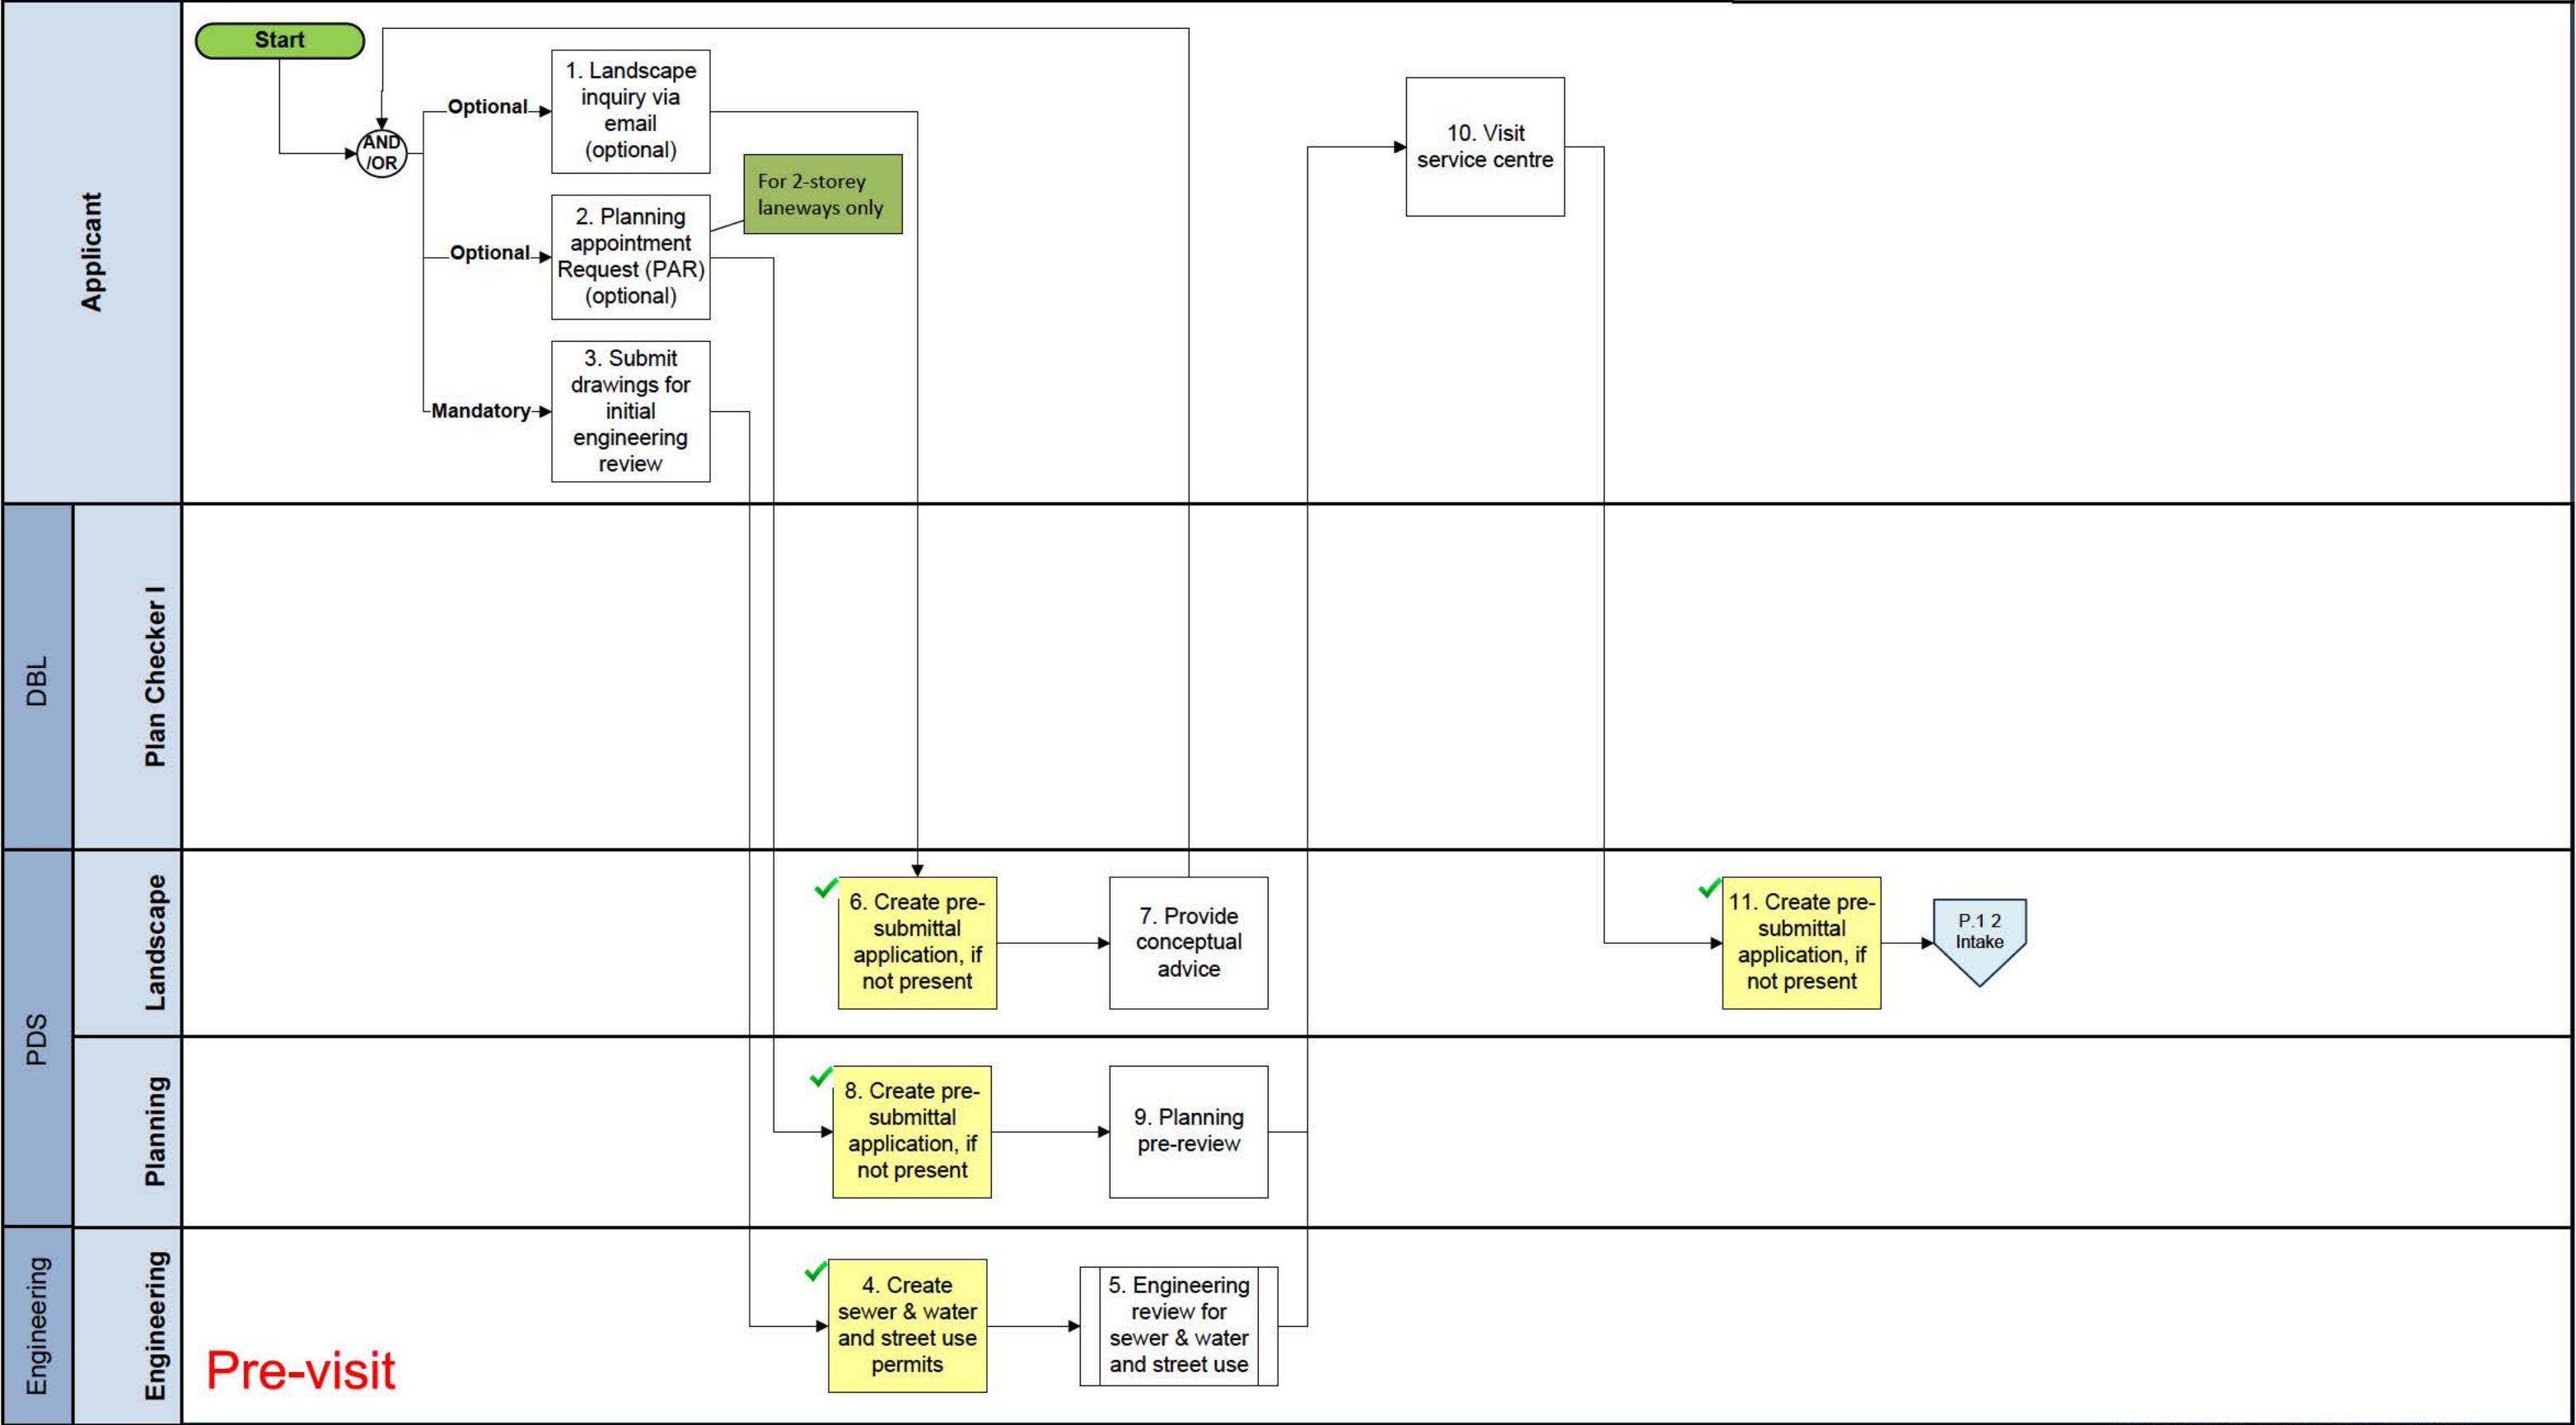 Applicant
Start
AND
/OR
Optional
1. Landscape
inquiry via
email
(optional)
For 2-storey
laneways only
Optional
2. Planning
appointment
Request (PAR)
(optional)
Mandatory
3. Submit
drawings for
initial
engineering
review
10. Visit
service centre
DBL
Plan Checker I
PDS
Landscape
6. Create pre-
submittal
application, if
not present
7. Provide
conceptual
advice
11. Create pre-
submittal
application, if
not present
P.1 2
Intake
Planning
8. Create pre-
submittal
application, if
not present
9. Planning
pre-review
Engineering
Engineering
Pre-visit
4. Create
sewer & water
and street use
permits
5. Engineering
review for
sewer & water
and street use